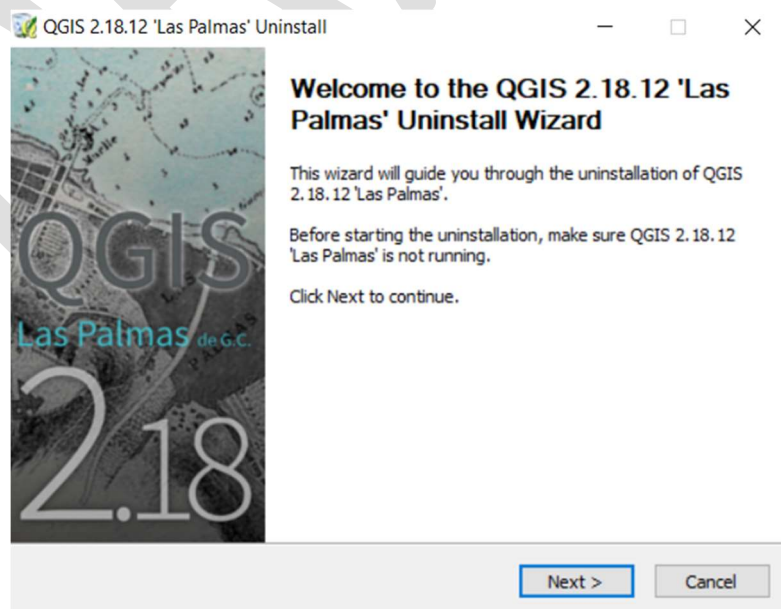 QGIS 2.18.12 'Las Palmas' Uninstall
Welcome to the QGIS 2.18.12 'Las
Palmas' Uninstall Wizard
This wizard will guide you through the uninstallation of QGIS
2.18.12 'Las Palmas'.
Before starting the uninstallation, make sure QGIS 2.18.12
'Las Palmas' is not running.
Click Next to continue.
Muelle
QGIS
LAS
PALMAS
Las Palmas de G.C.
2.18
Next >
Cancel